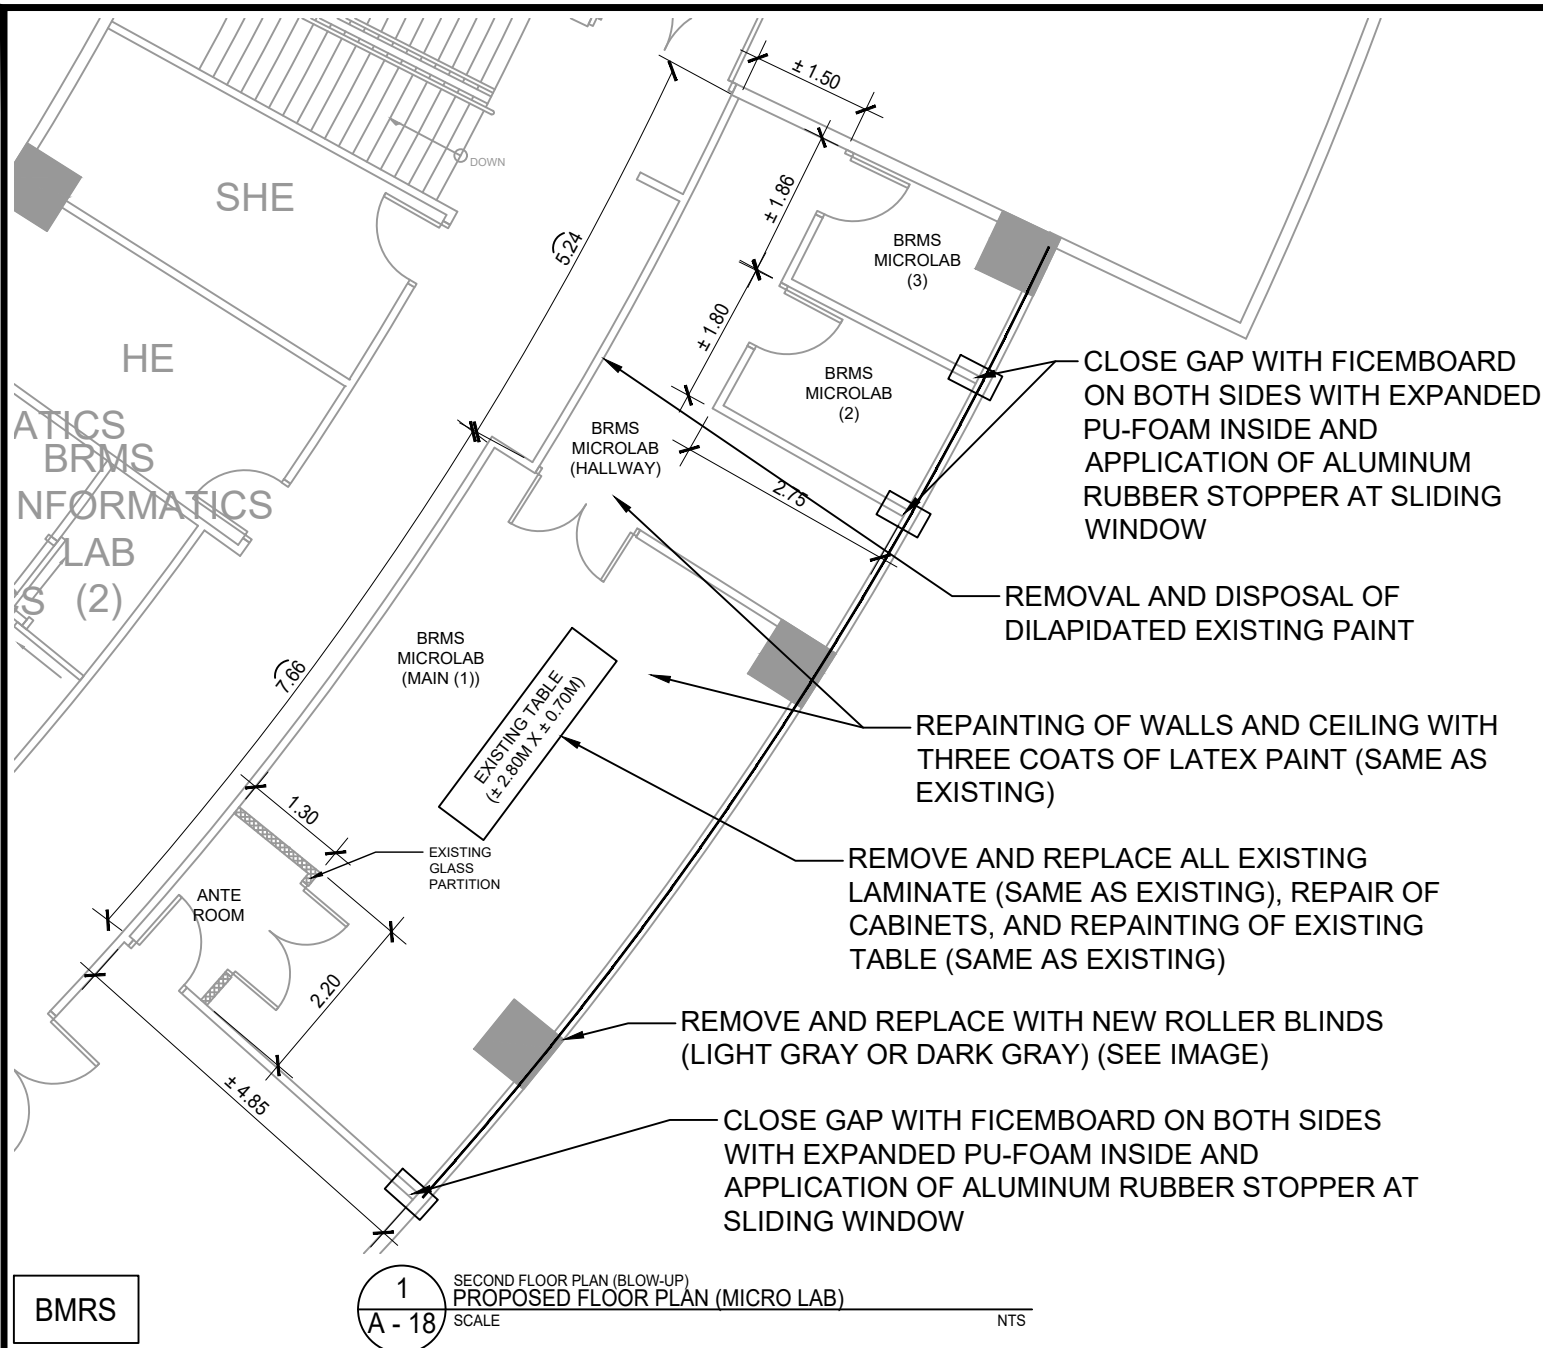 ± 1.50
DOWN
± 1.86
SHE
5.24
BRMS
MICROLAB
(3)
± 1.80
HE
BRMS
MICROLAB
(2)
CLOSE GAP WITH FICEMBOARD
ON BOTH SIDES WITH EXPANDED
PU-FOAM INSIDE AND
APPLICATION OF ALUMINUM
RUBBER STOPPER AT SLIDING
WINDOW
ATICS
BRMS
NFORMATICS
LAB
(2)
S
BRMS
MICROLAB
(HALLWAY)
2.75
REMOVAL AND DISPOSAL OF
DILAPIDATED EXISTING PAINT
BRMS
MICROLAB
(MAIN (1))
7.66
EXISTING TABLE
(± 2.80M X ± 0.70M)
REPAINTING OF WALLS AND CEILING WITH
THREE COATS OF LATEX PAINT (SAME AS
EXISTING)
1.30
EXISTING
GLASS
PARTITION
REMOVE AND REPLACE ALL EXISTING
LAMINATE (SAME AS EXISTING), REPAIR OF
CABINETS, AND REPAINTING OF EXISTING
TABLE (SAME AS EXISTING)
ANTE
ROOM
2.20
REMOVE AND REPLACE WITH NEW ROLLER BLINDS
(LIGHT GRAY OR DARK GRAY) (SEE IMAGE)
± 4.85
CLOSE GAP WITH FICEMBOARD ON BOTH SIDES
WITH EXPANDED PU-FOAM INSIDE AND
APPLICATION OF ALUMINUM RUBBER STOPPER AT
SLIDING WINDOW
BMRS
1
A - 18
SECOND FLOOR PLAN (BLOW-UP)
PROPOSED FLOOR PLAN (MICRO LAB)
SCALE
NTS